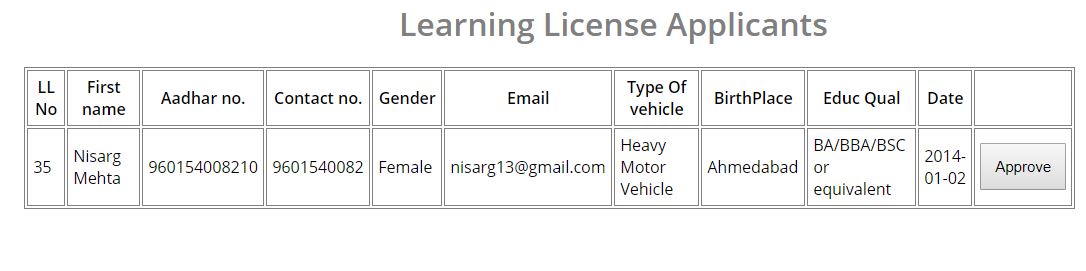 Learning License Applicants
LL No First name Aadhar no. Contact no. Gender Email Type Of vehicle BirthPlace Educ Qual Date
35 Nisarg Mehta 960154008210 9601540082 Female nisarg13@gmail.com Heavy Motor Vehicle Ahmedabad BA/BBA/BSC or equivalent 2014-01-02 Approve